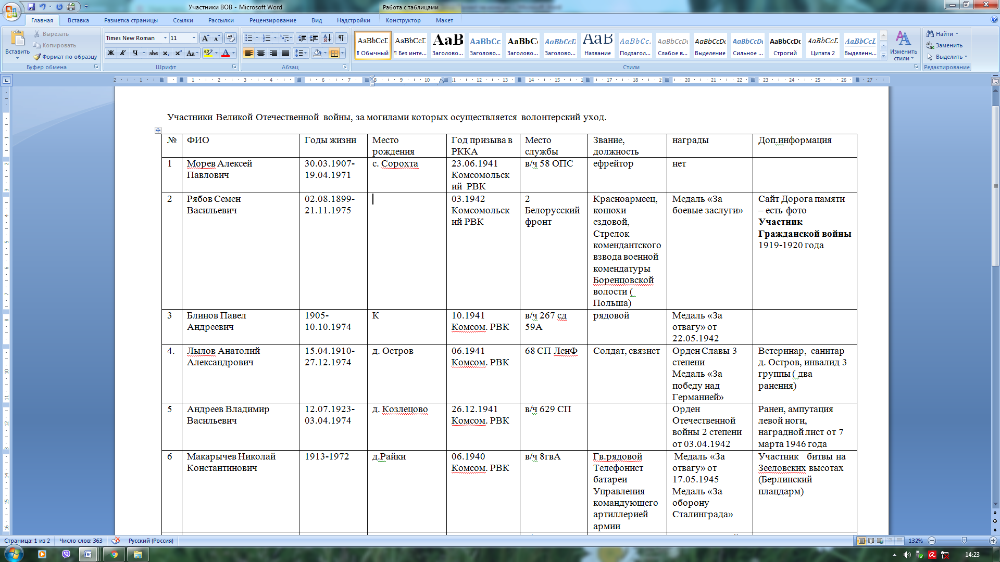 Участники ВОВ - Microsoft Word
Работа с таблицами
Главная Вставка Разметка страницы Ссылки Рассылки Рецензирование Вид Надстройки Конструктор Макет
Вставить
Вырезать
Копировать
Формат по образцу
Буфер обмена
Times New Roman 11
Ж К Ч abc x₂ x² Aa
Шрифт
Абзац
AaBbCcD AaBbCcD AaB AaBbCc AaBbCc AaBbCc AaB AaBbCc. AaBbCcDc AaBbCcDc AaBbCcDc AaBbCcDc AaBbCcD AaBbCcD
¶ Обычный ¶ Без инте... Заголово... Заголово... Заголово... Заголово... Название Подзагол... Слабое в... Выделение Сильное ... Строгий Цитата 2 Выделенн...
Стили
Изменить стили
Найти
Заменить
Выделить
Редактирование
Участники Великой Отечественной войны, за могилами которых осуществляется волонтерский уход.
№ ФИО Годы жизни Место рождения Год призыва в РККА Место службы Звание, должность награды Доп.информация
1 Морев Алексей Павлович 30.03.1907-19.04.1971 с. Сорохта 23.06.1941 Комсомольский РВК в/ч 58 ОПС ефрейтор нет
2 Рябов Семен Васильевич 02.08.1899-21.11.1975 03.1942 Комсомольский РВК 2 Белорусский фронт Красноармеец, конюхи ездовой, Стрелок комендантского взвода военной комендатуры Боренцовской волости ( Польша) Медаль «За боевые заслуги» Сайт Дорога памяти – есть фото Участник Гражданской войны 1919-1920 года
3 Блинов Павел Андреевич 1905-10.10.1974 К 10.1941 Комсом. РВК в/ч 267 сд 59А рядовой Медаль «За отвагу» от 22.05.1942
4. Лылов Анатолий Александрович 15.04.1910-27.12.1974 д. Остров 06.1941 Комсом. РВК 68 СП ЛенФ Солдат, связист Орден Славы 3 степени Медаль «За победу над Германией» Ветеринар, санитар д. Остров, инвалид 3 группы ( два ранения)
5 Андреев Владимир Васильевич 12.07.1923-03.04.1974 д. Козлецово 26.12.1941 Комсом. РВК в/ч 629 СП Орден Отечественной войны 2 степени от 03.04.1942 Ранен, ампутация левой ноги, наградной лист от 7 марта 1946 года
6 Макарычев Николай Константинович 1913-1972 д.Райки 06.1940 Комсом. РВК в/ч 8гвА Гв.рядовой Телефонист батареи Управления командующего артиллерией армии Медаль «За отвагу» от 17.05.1945 Медаль «За оборону Сталинграда» Участник битвы на Зееловских высотах (Берлинский плацдарм)
Страница: 1 из 2 Число слов: 363 Русский (Россия) 132%
14:23